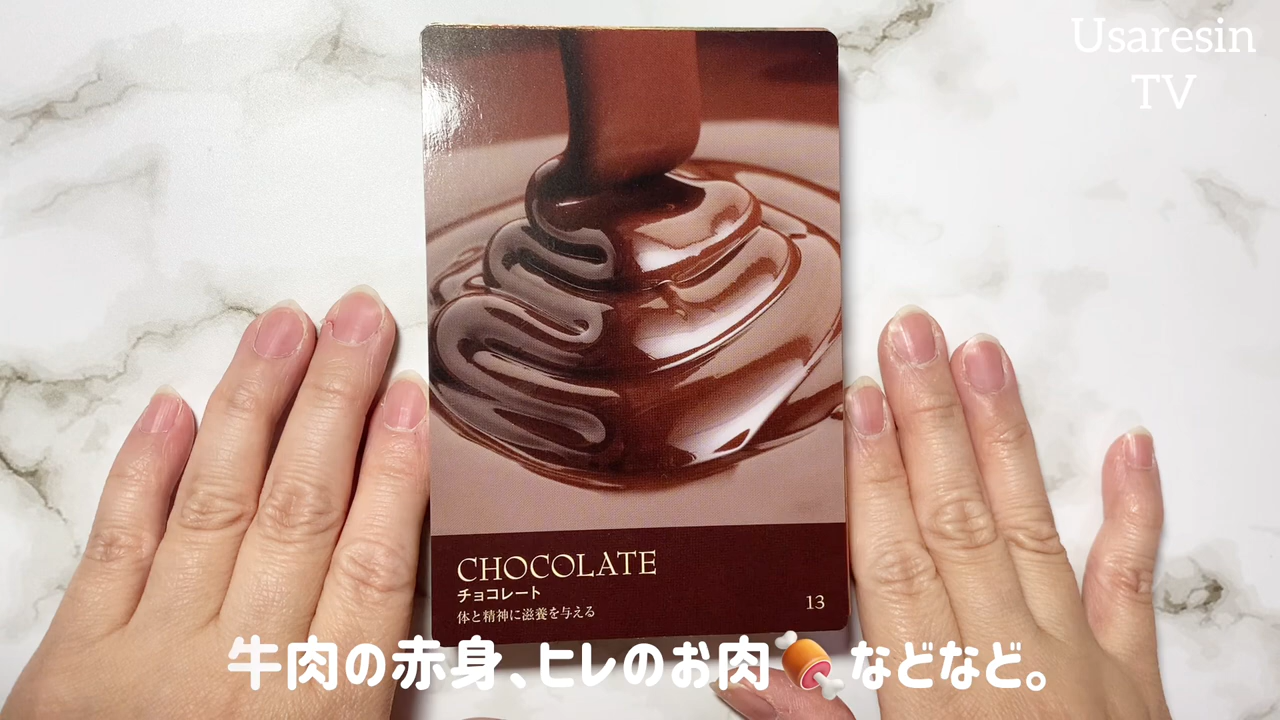 Usaresin
TV
CHOCOLATE
チョコレート
体と精神に滋養を与える
13
牛肉の赤身、ヒレのお肉🍖などなど。